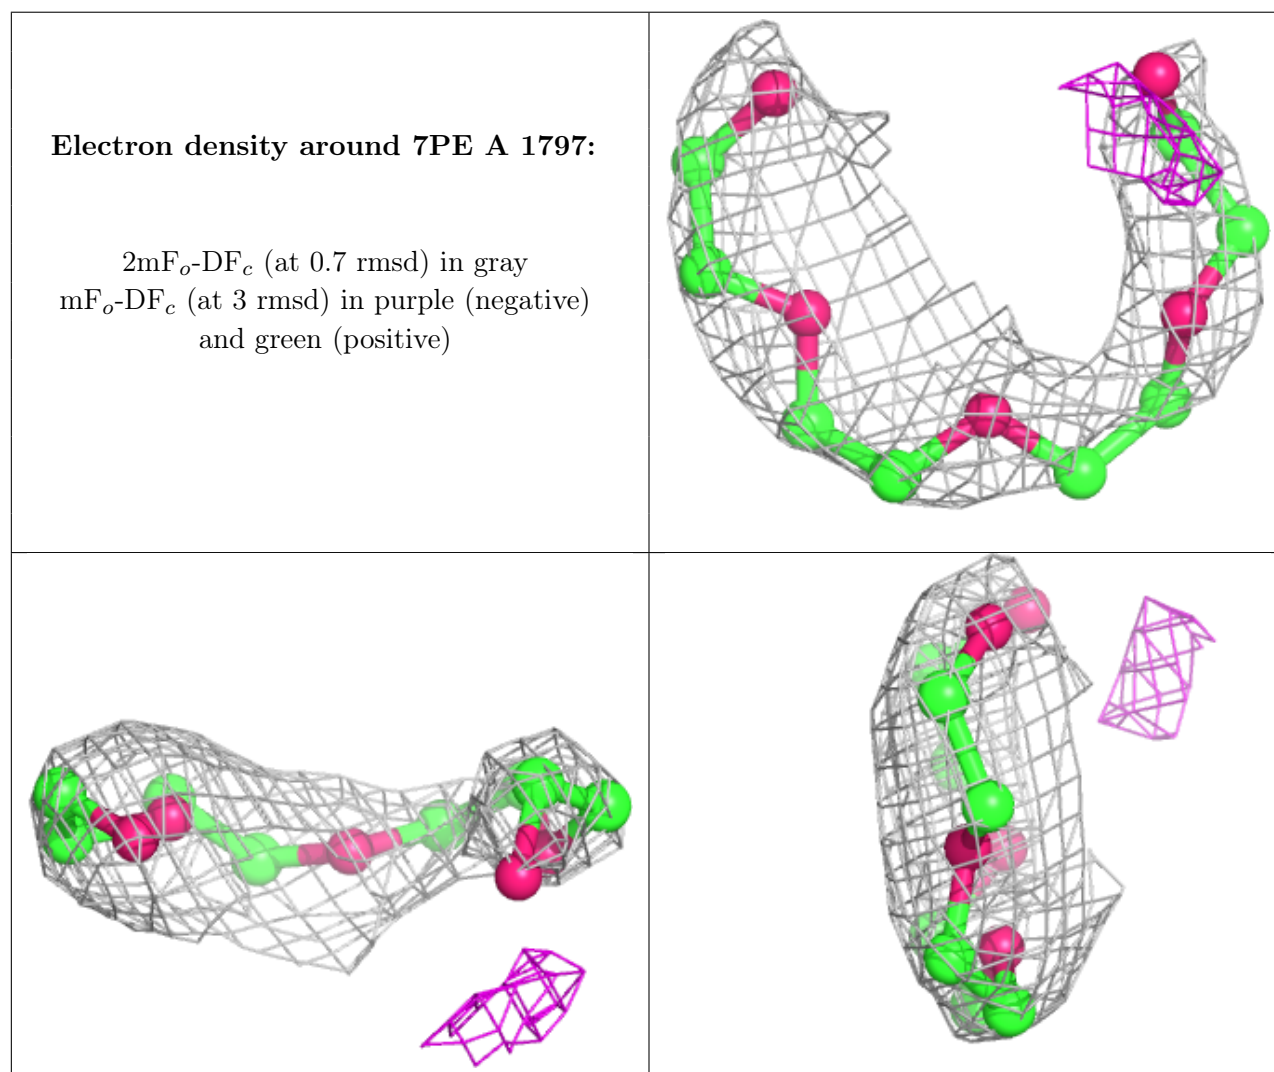 Electron density around 7PE A 1797:
2mFo-DFc (at 0.7 rmsd) in gray
mFo-DFc (at 3 rmsd) in purple (negative)
and green (positive)